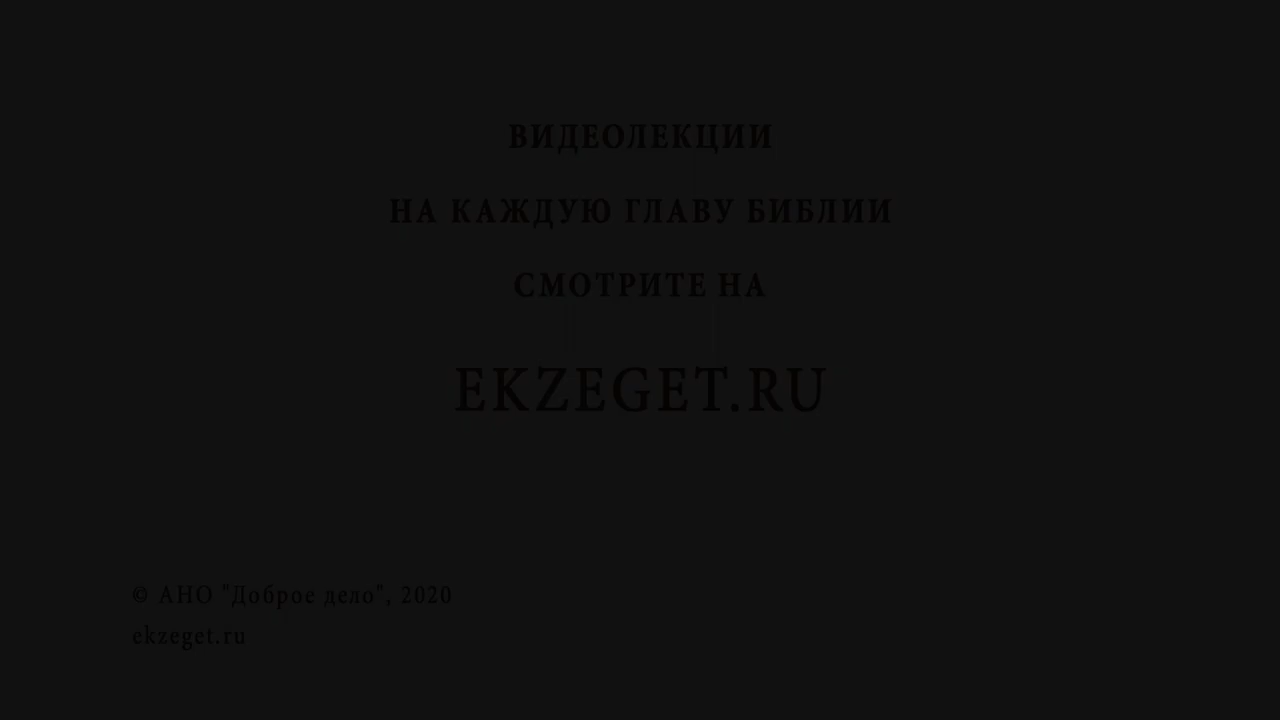 ВИДЕОЛЕКЦИИ
НА КАЖДУЮ ГЛАВУ БИБЛИИ
СМОТРИТЕ НА
EKZEGET.RU
© АНО "Доброе дело", 2020
ekzeget.ru